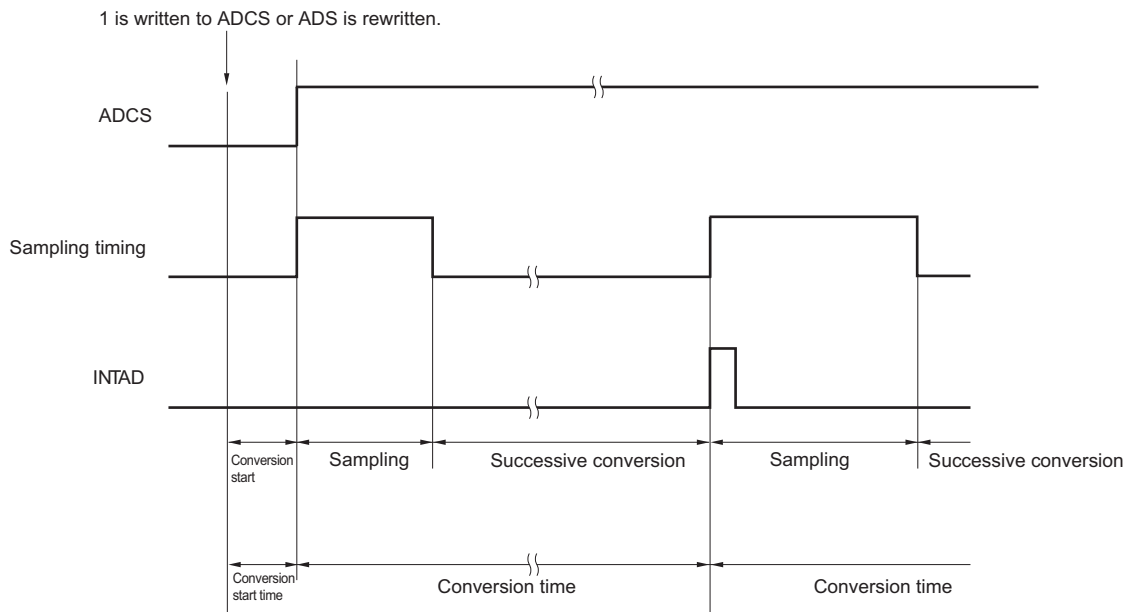 1 is written to ADCS or ADS is rewritten.
ADCS
Sampling timing
INTAD
Conversion
start
Sampling
Successive conversion
Sampling
Successive conversion
Conversion
start time
Conversion time
Conversion time